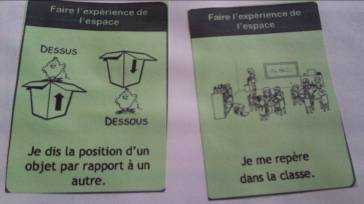 Faire l'expérience de
l'espace
DESSUS
DESSOUS
Je dis la position d'un
objet par rapport à un
autre.
Faire l'expérience de
l'espace
Je me repère
dans la classe.